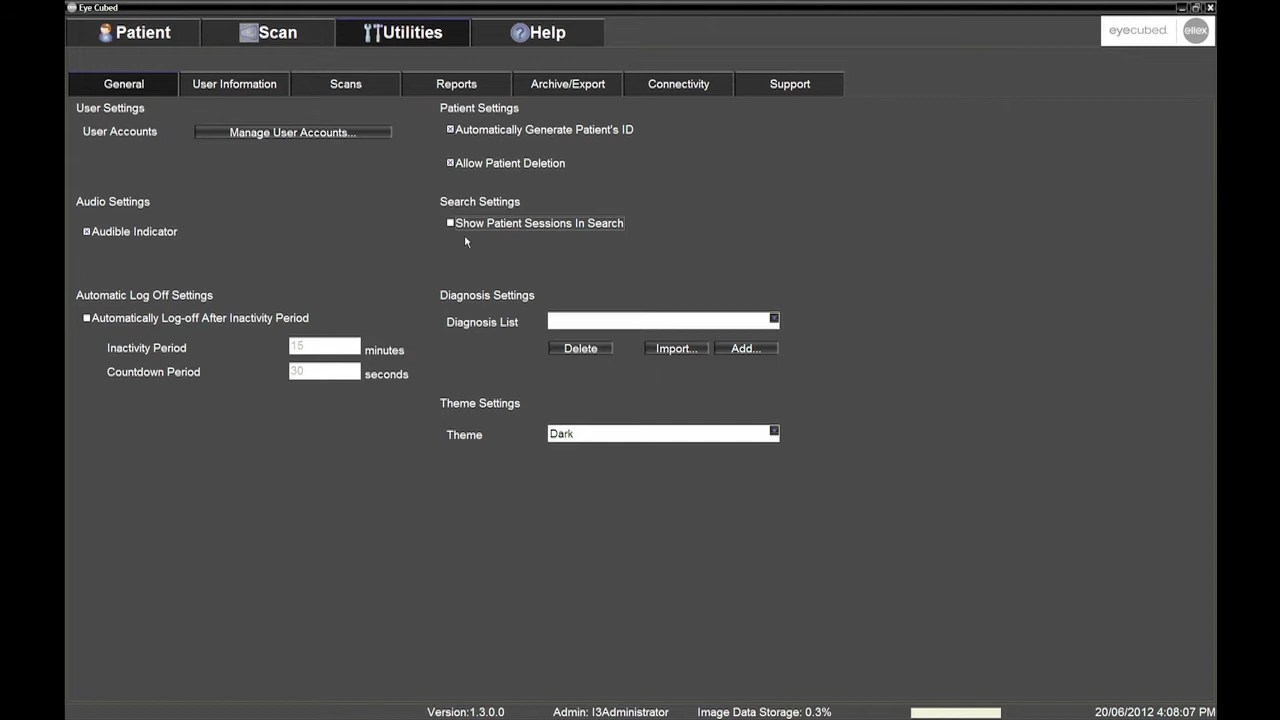 Eye Cubed
Patient
Scan
Utilities
Help
eyecubed.
ellex
General
User Information
Scans
Reports
Archive/Export
Connectivity
Support
User Settings
User Accounts
Manage User Accounts...
Audio Settings
Audible Indicator
Automatic Log Off Settings
Automatically Log-off After Inactivity Period
Inactivity Period 15 minutes
Countdown Period 30 seconds
Patient Settings
Automatically Generate Patient's ID
Allow Patient Deletion
Search Settings
Show Patient Sessions In Search
Diagnosis Settings
Diagnosis List
Delete
Import...
Add...
Theme Settings
Theme Dark
Version:1.3.0.0
Admin: I3Administrator
Image Data Storage: 0.3%
20/06/2012 4:08:07 PM